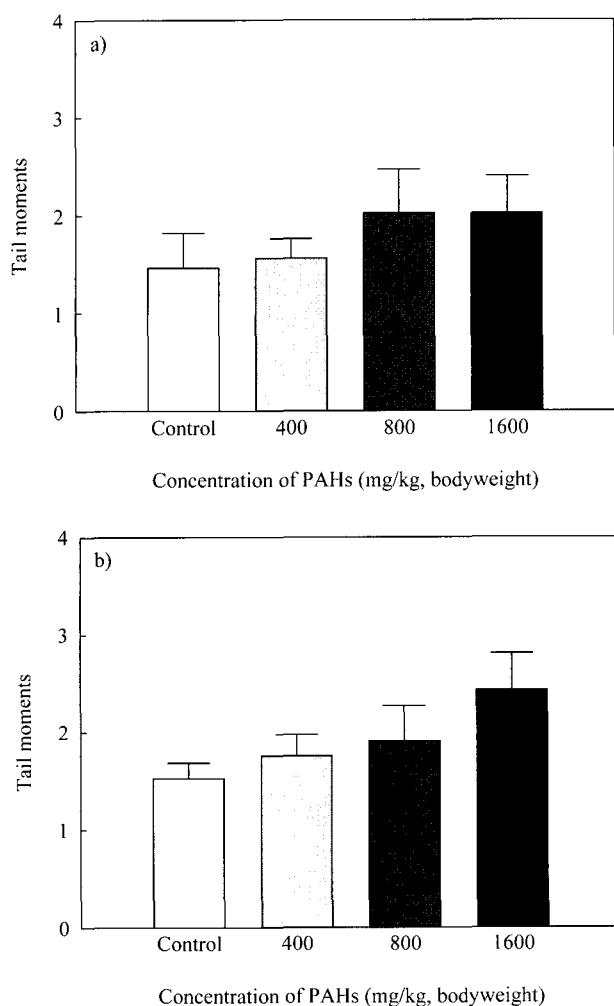 4
a)
3
Tail moments
2
1
0
Control 400 800 1600
Concentration of PAHs (mg/kg, bodyweight)
4
b)
3
Tail moments
2
1
0
Control 400 800 1600
Concentration of PAHs (mg/kg, bodyweight)